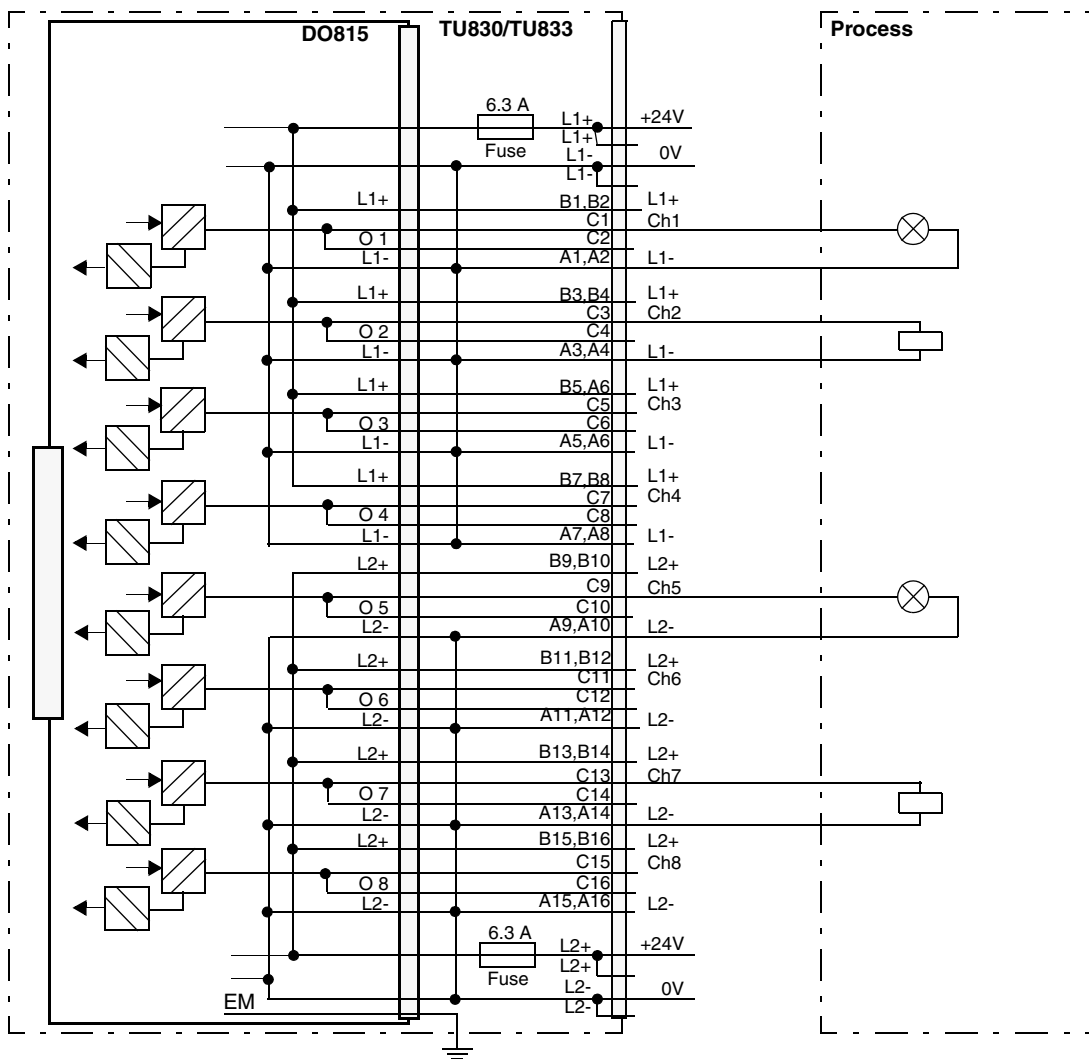 DO815 TU830/TU833 Process
6.3 A
Fuse
L1+ +24V
L1+
L1- 0V
L1-
L1+ B1,B2 L1+
C1 Ch1
O 1 C2
L1- A1,A2 L1-
L1+ B3,B4 L1+
C3 Ch2
O 2 C4
L1- A3,A4 L1-
L1+ B5,A6 L1+
C5 Ch3
O 3 C6
L1- A5,A6 L1-
L1+ B7,B8 L1+
C7 Ch4
O 4 C8
L1- A7,A8 L1-
L2+ B9,B10 L2+
C9 Ch5
O 5 C10
L2- A9,A10 L2-
L2+ B11,B12 L2+
C11 Ch6
O 6 C12
L2- A11,A12 L2-
L2+ B13,B14 L2+
C13 Ch7
O 7 C14
L2- A13,A14 L2-
L2+ B15,B16 L2+
C15 Ch8
O 8 C16
L2- A15,A16 L2-
6.3 A
Fuse
L2+ +24V
L2+
L2- 0V
L2-
EM